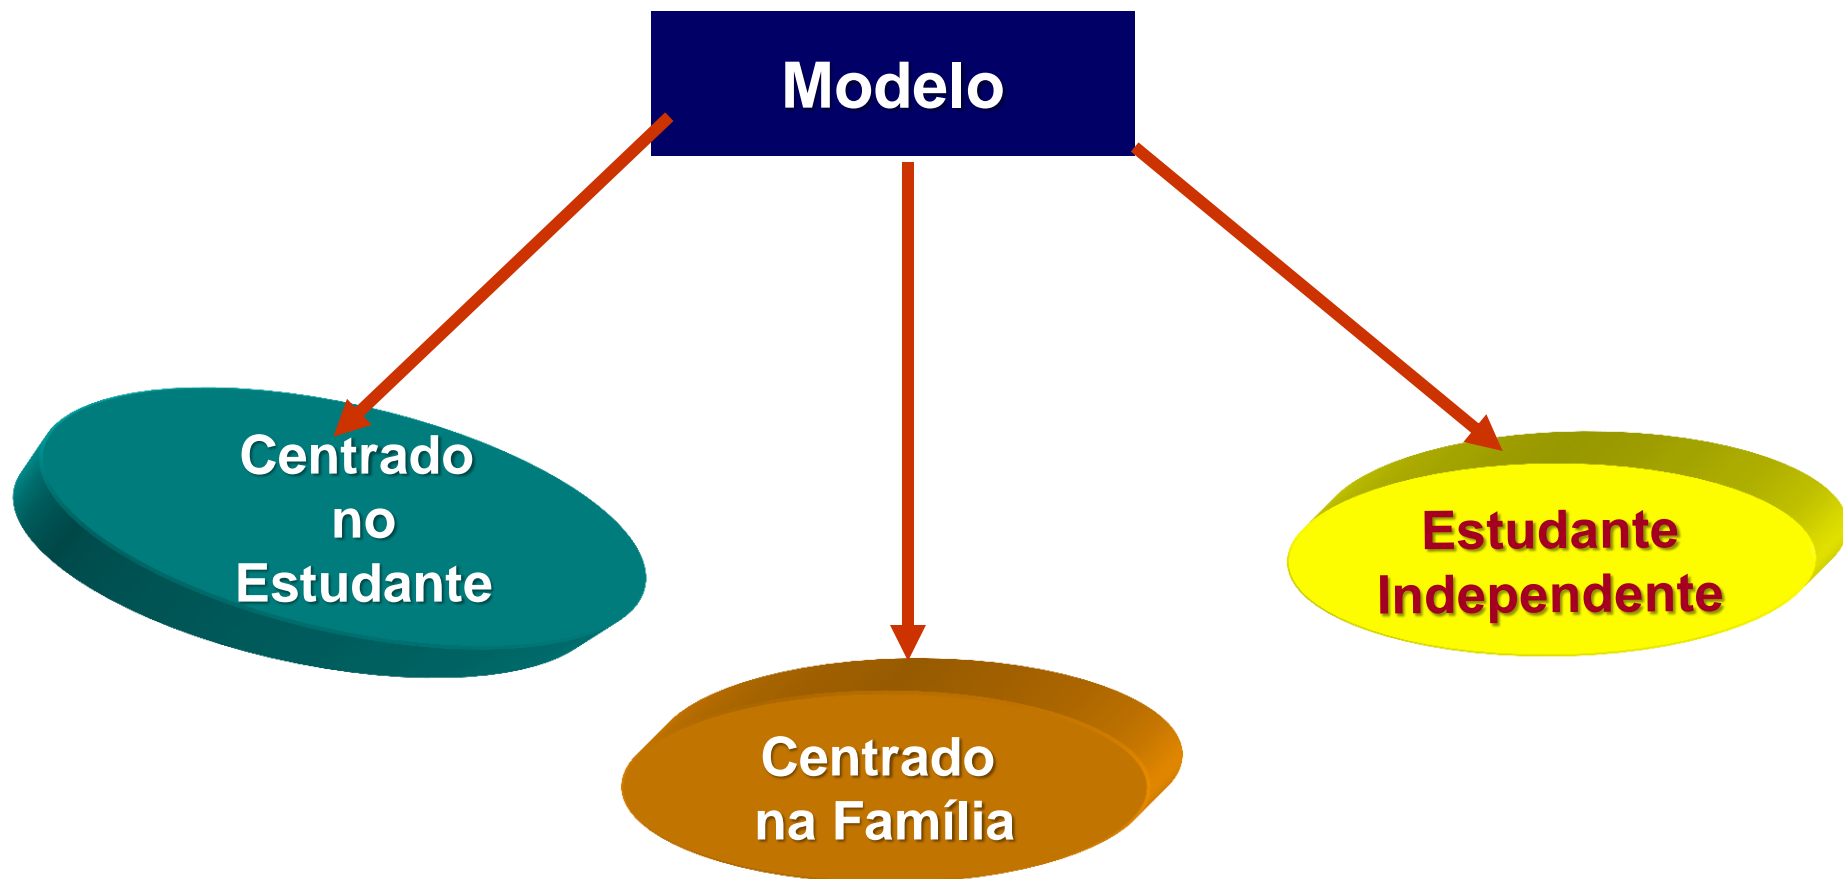 Modelo
Centrado
no
Estudante
Estudante
Independente
Centrado
na Família